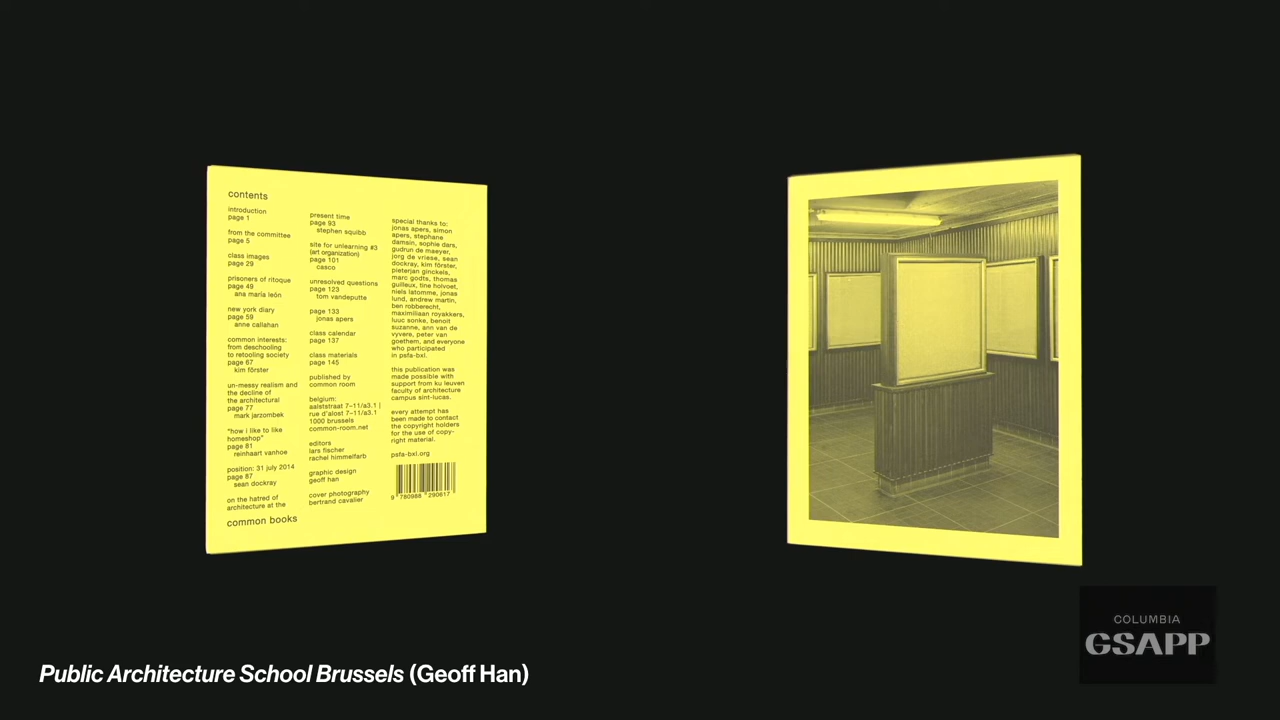 contents
introduction
page 1
from the committee
page 5
class images
page 29
prisoners of ritoque
page 49
ana maría león
new york diary
page 59
anne callahan
common interests:
from deschooling
to retooling society
page 67
kim förster
un-messy realism and
the decline of
the architectural
page 77
mark jarzombek
"how i like to like
homeshop"
page 81
reinhaart vanhoe
position: 31 july 2014
page 87
sean dockray
on the hatred of
architecture at the
common books
present time
page 93
stephen squibb
site for unlearning #3
(art organization)
page 101
casco
unresolved questions
page 123
tom vandeputte
page 133
jonas apers
class calendar
page 137
class materials
page 145
published by
common room
belgium:
aalststraat 7–11/a3.1 |
rue d'alost 7–11/a3.1
1000 brussels
common-room.net
editors
lars fischer
rachel himmelfarb
graphic design
geoff han
cover photography
bertrand cavalier
special thanks to:
jonas apers, simon
apers, stephane
damsin, sophie dars,
gudrun de maeyer,
jorg de vriese, sean
dockray, kim förster,
pieterjan ginckels,
marc godts, thomas
guilleux, tine holvoet,
niels latomme, jonas
lund, andrew martin,
ben robberecht,
maximiliaan royakkers,
luuc sonke, benoit
suzanne, ann van de
vyvere, peter van
goethem, and everyone
who participated
in psfa-bxl.
this publication was
made possible with
support from ku leuven
faculty of architecture
campus sint-lucas.
every attempt has
been made to contact
the copyright holders
for the use of copy-
right material.
psfa-bxl.org
9 780988 290617
COLUMBIA
GSAPP
Public Architecture School Brussels (Geoff Han)